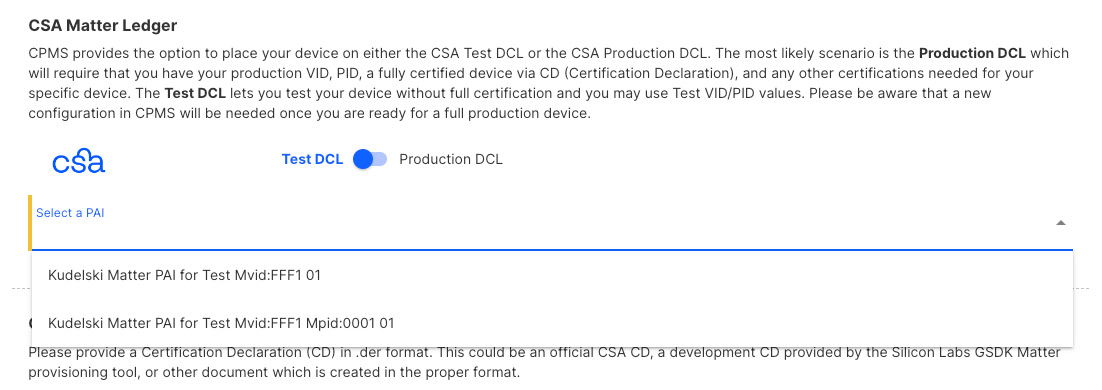 CSA Matter Ledger
CPMS provides the option to place your device on either the CSA Test DCL or the CSA Production DCL. The most likely scenario is the Production DCL which
will require that you have your production VID, PID, a fully certified device via CD (Certification Declaration), and any other certifications needed for your
specific device. The Test DCL lets you test your device without full certification and you may use Test VID/PID values. Please be aware that a new
configuration in CPMS will be needed once you are ready for a full production device.
csa Test DCL Production DCL
Select a PAI
Kudelski Matter PAI for Test Mvid:FFF1 01
Kudelski Matter PAI for Test Mvid:FFF1 Mpid:0001 01
Please provide a Certification Declaration (CD) in .der format. This could be an official CSA CD, a development CD provided by the Silicon Labs GSDK Matter
provisioning tool, or other document which is created in the proper format.